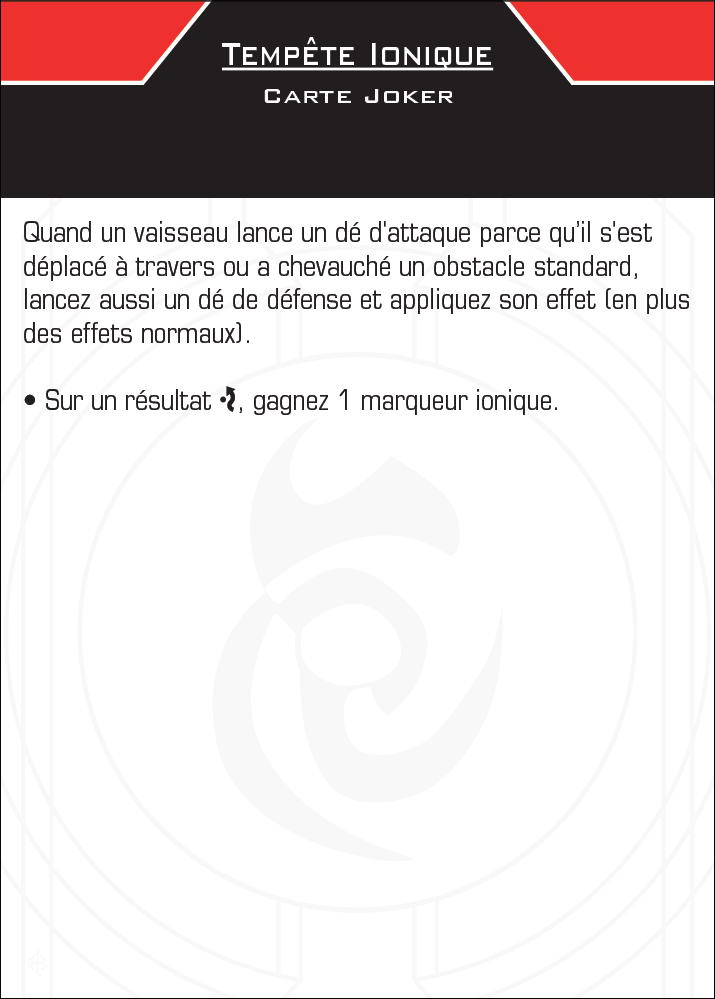 Tempête Ionique
Carte Joker
Quand un vaisseau lance un dé d'attaque parce qu’il s'est
déplacé à travers ou a chevauché un obstacle standard,
lancez aussi un dé de défense et appliquez son effet (en plus
des effets normaux).
• Sur un résultat , gagnez 1 marqueur ionique.